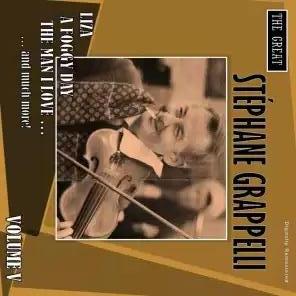 THE GREAT
STÉPHANE GRAPPELLI
Digitally Remastered
LIZA
A FOGGY DAY
THE MAN I LOVE ...
... and much more!
VOLUME V